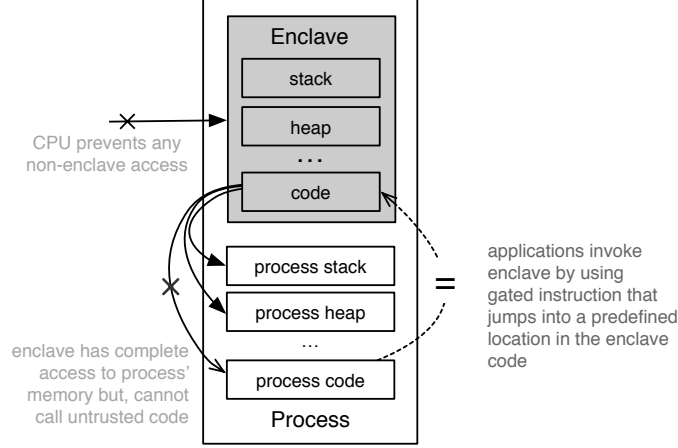 Enclave
stack
heap
...
code
CPU prevents any
non-enclave access
process stack
process heap
...
process code
Process
enclave has complete
access to process'
memory but, cannot
call untrusted code
=
applications invoke
enclave by using
gated instruction that
jumps into a predefined
location in the enclave
code